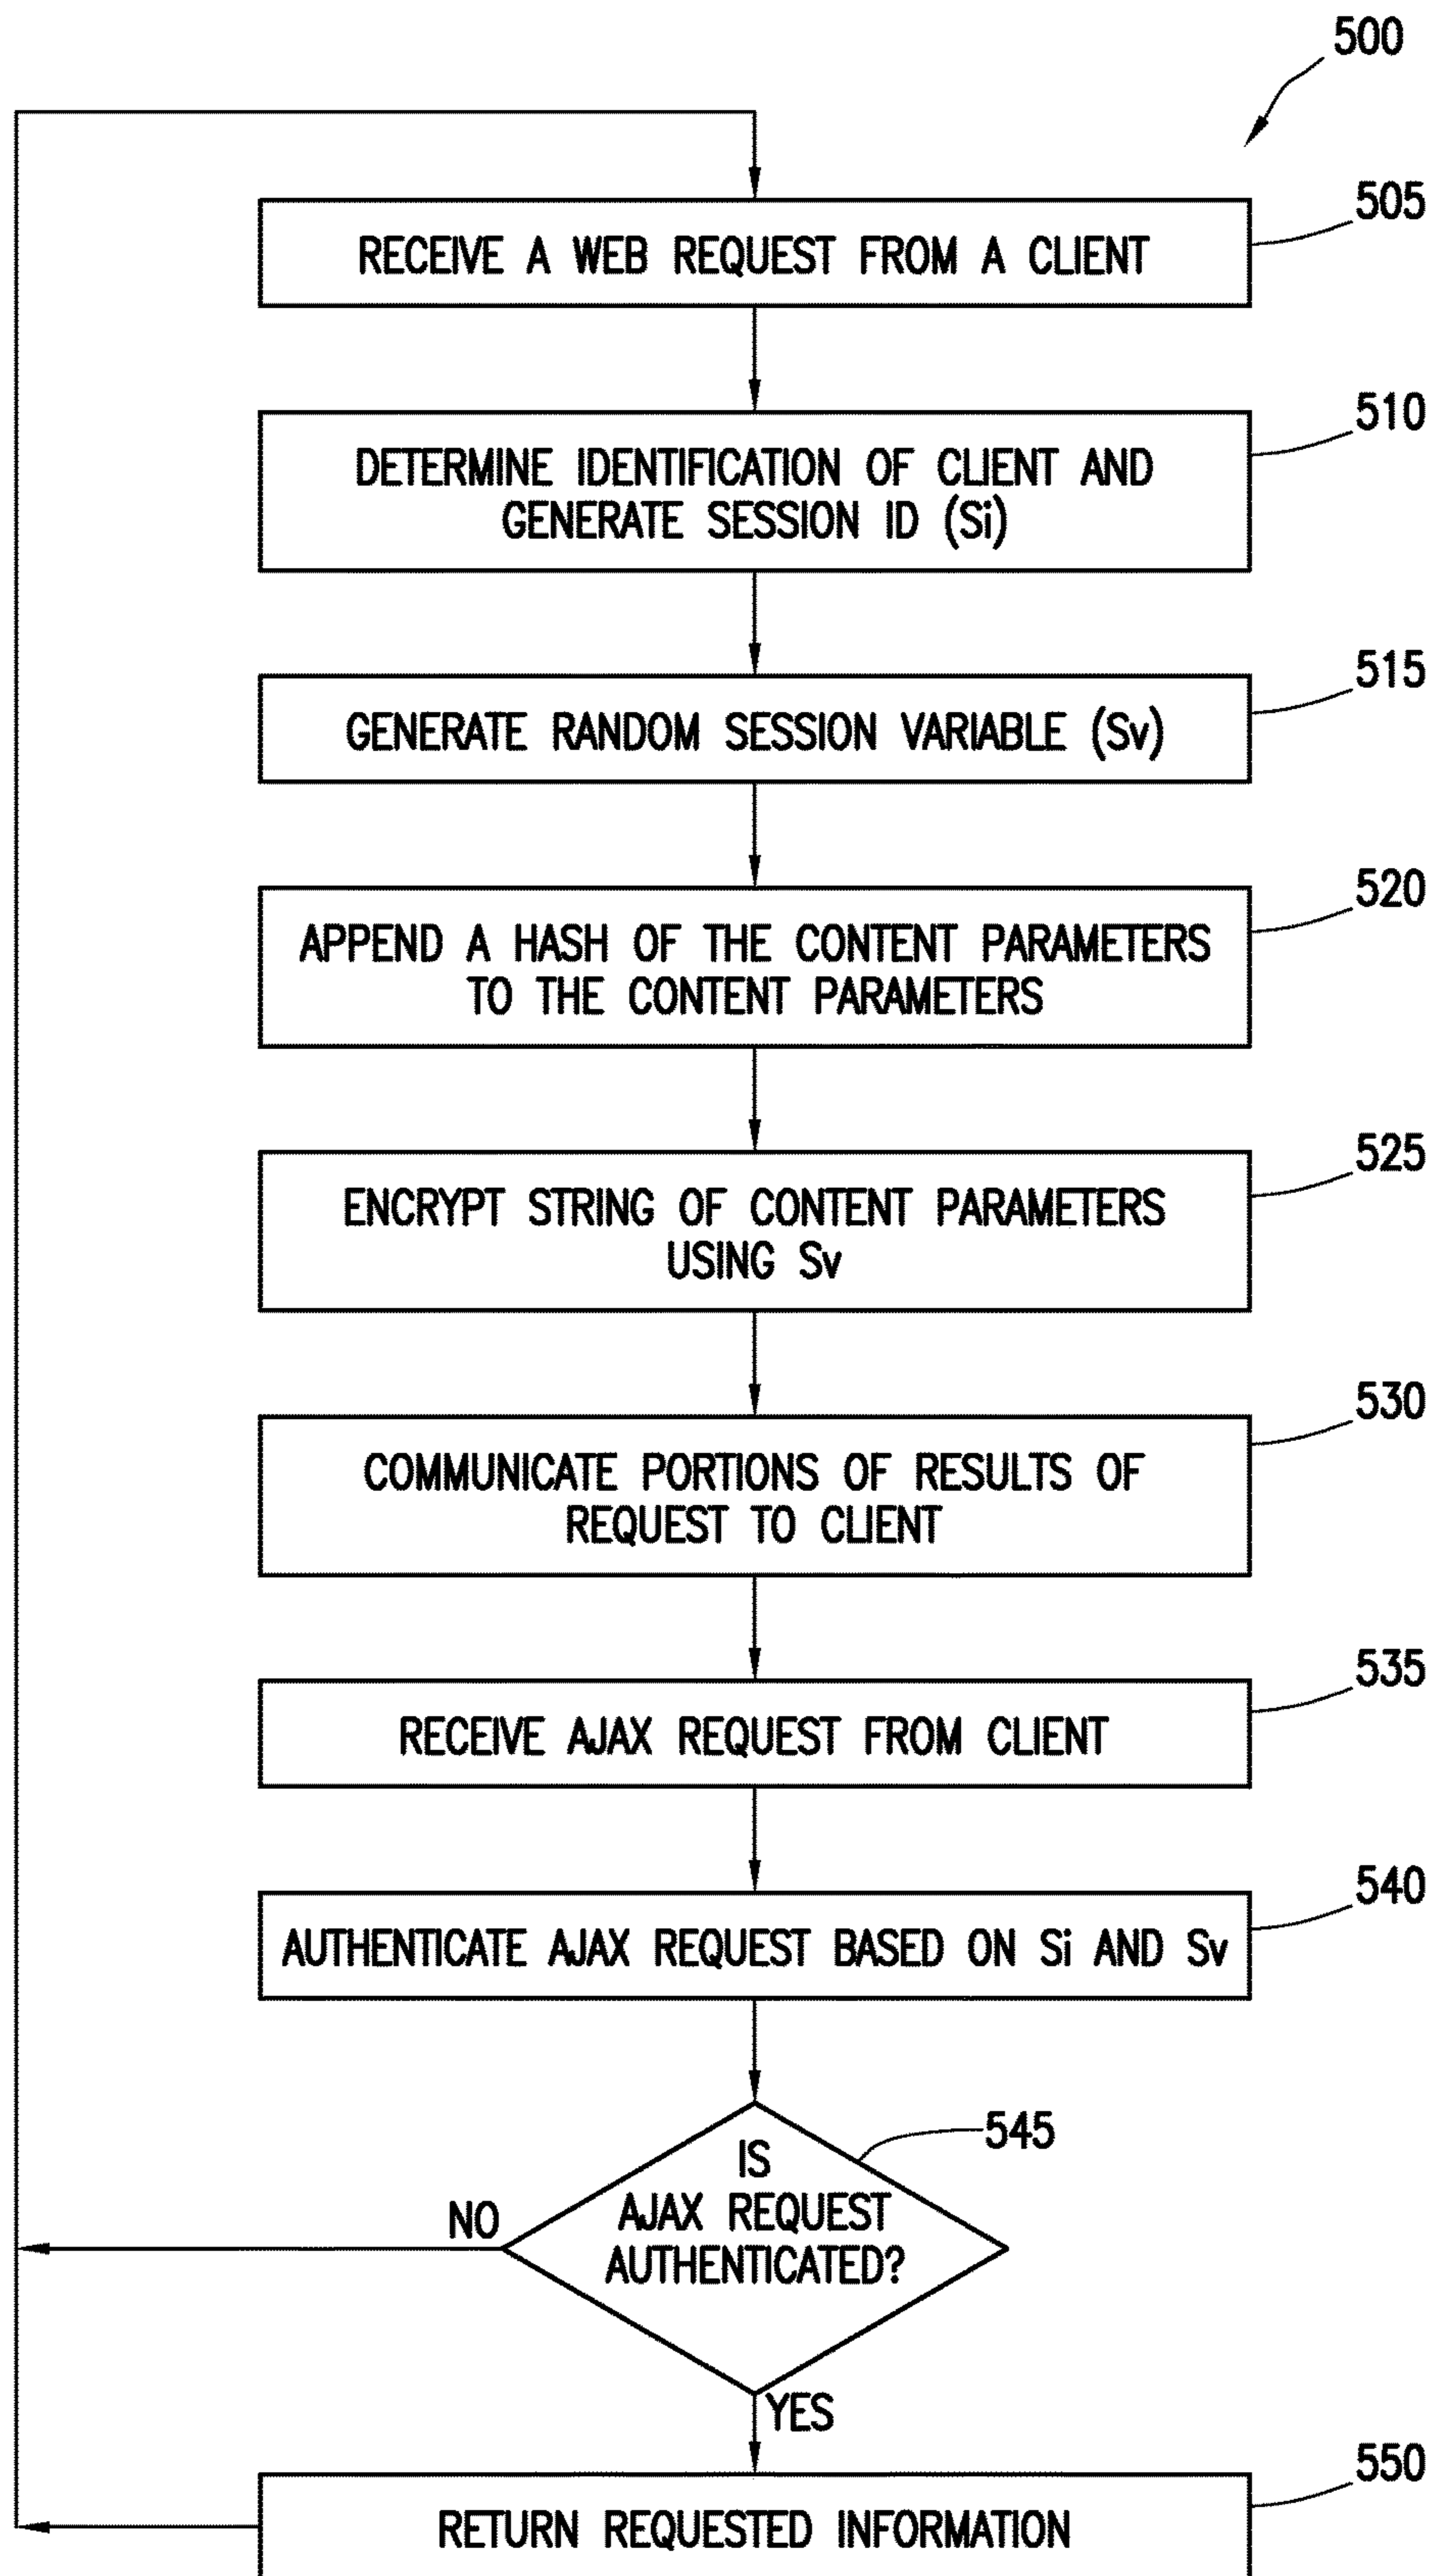 500
505
RECEIVE A WEB REQUEST FROM A CLIENT
510
DETERMINE IDENTIFICATION OF CLIENT AND
GENERATE SESSION ID (Si)
515
GENERATE RANDOM SESSION VARIABLE (Sv)
520
APPEND A HASH OF THE CONTENT PARAMETERS
TO THE CONTENT PARAMETERS
525
ENCRYPT STRING OF CONTENT PARAMETERS
USING Sv
530
COMMUNICATE PORTIONS OF RESULTS OF
REQUEST TO CLIENT
535
RECEIVE AJAX REQUEST FROM CLIENT
540
AUTHENTICATE AJAX REQUEST BASED ON Si AND Sv
545
IS
AJAX REQUEST
AUTHENTICATED?
NO
YES
550
RETURN REQUESTED INFORMATION